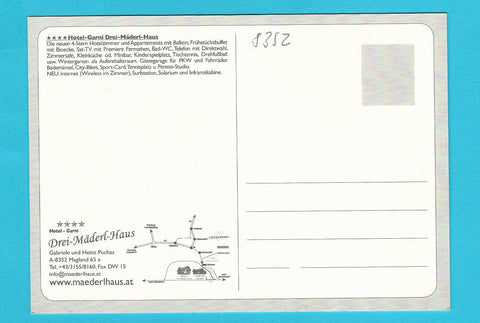 ★★★★Hotel-Garni Drei-Mäderl-Haus
Die neuen 4-Stern Hotelzimmer und Appartements mit Balkon, Frühstücksbuffet
mit Bioecke, Sat-TV mit Premiere Fernsehen, Bad-WC, Telefon mit Direktwahl,
Zimmersafe, Kleinküche od. Minibar, Kinderspielplatz, Tischtennis, Drehfußball
usw. Wintergarten als Aufenthaltsraum, Gästegarage für PKW und Fahrräder,
Bademäntel, City-Bikes, Sport-Card, Tennisplatz u. Fitness-Studio.
NEU: Internet (Wireless im Zimmer), Surfstation, Solarium und Infrarotkabine.
8352
★★★★
Hotel - Garni
Drei-Mäderl-Haus
Gabriele und Heinz Puchas
A-8352 Magland 65 a
Tel. +43/3155/8160, Fax DW 15
info@maederlhaus.at
www.maederlhaus.at